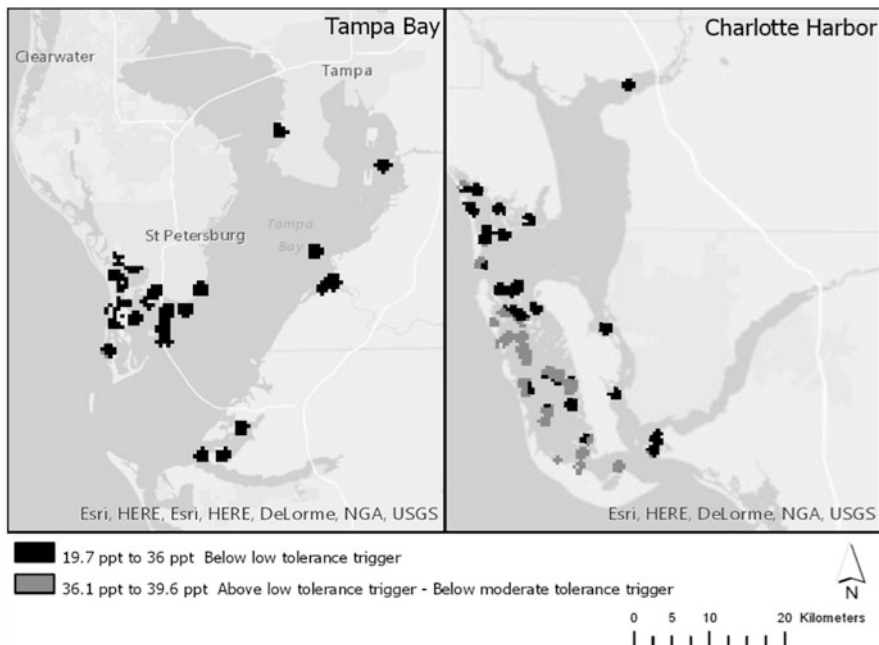 Tampa Bay
Clearwater
Tampa
St Petersburg
Tampa
Bay
Esri, HERE, Esri, HERE, DeLorme, NGA, USGS
Charlotte Harbor
Esri, HERE, DeLorme, NGA, USGS
19.7 ppt to 36 ppt Below low tolerance trigger
36.1 ppt to 39.6 ppt Above low tolerance trigger - Below moderate tolerance trigger
N
0 5 10 20 Kilometers